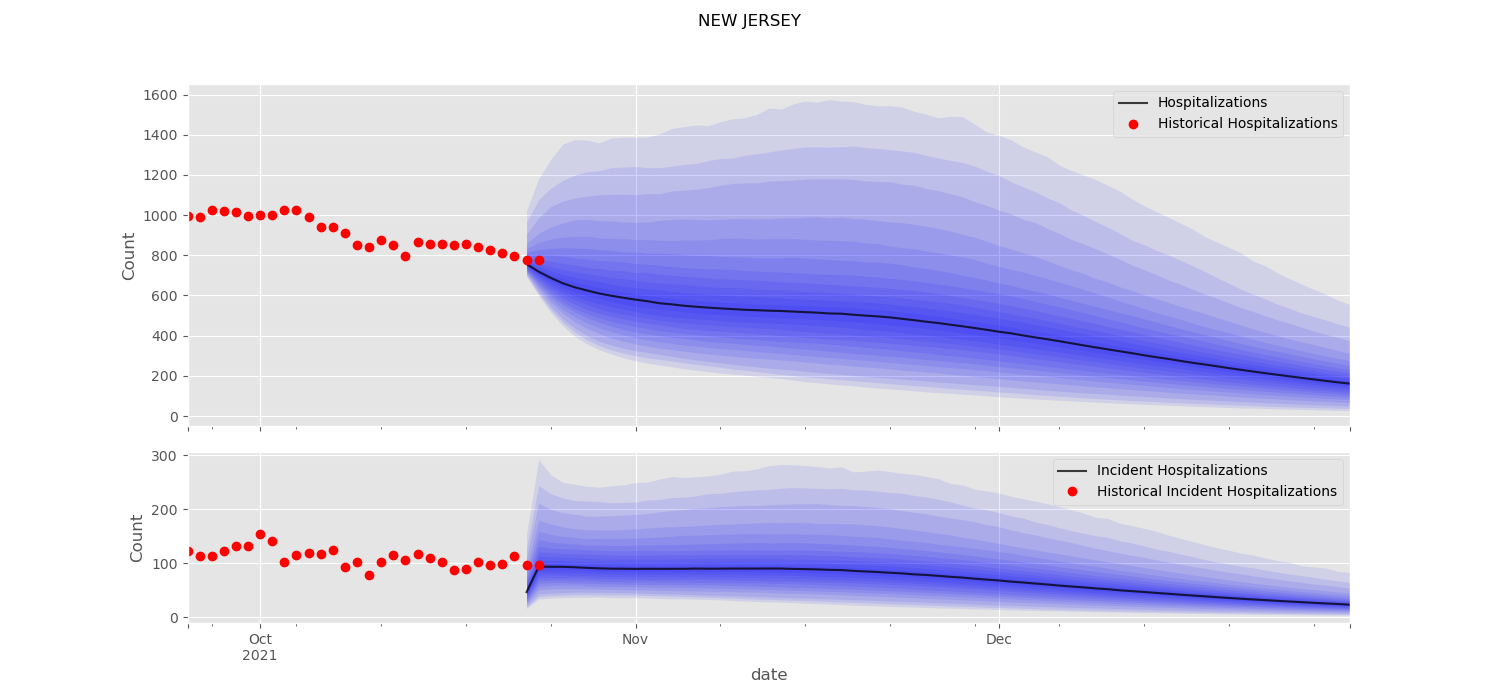 NEW JERSEY
1600
1400
1200
1000
800
600
400
200
0
Count
Hospitalizations
Historical Hospitalizations
300
200
100
0
Count
Incident Hospitalizations
Historical Incident Hospitalizations
Oct
2021
Nov
Dec
date